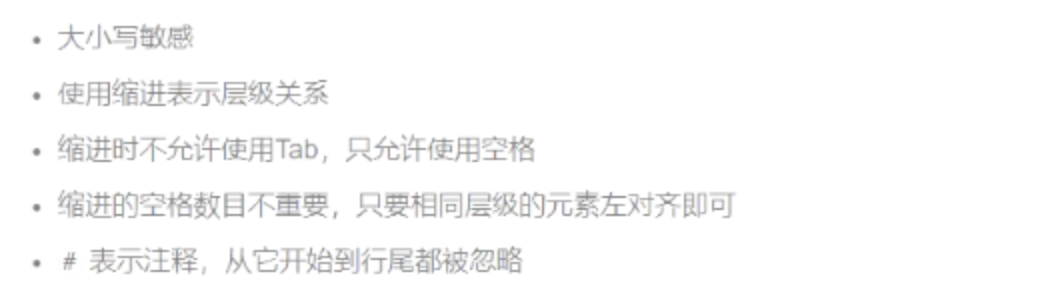 • 大小写敏感
• 使用缩进表示层级关系
• 缩进时不允许使用Tab，只允许使用空格
• 缩进的空格数目不重要，只要相同层级的元素左对齐即可
• # 表示注释，从它开始到行尾都被忽略